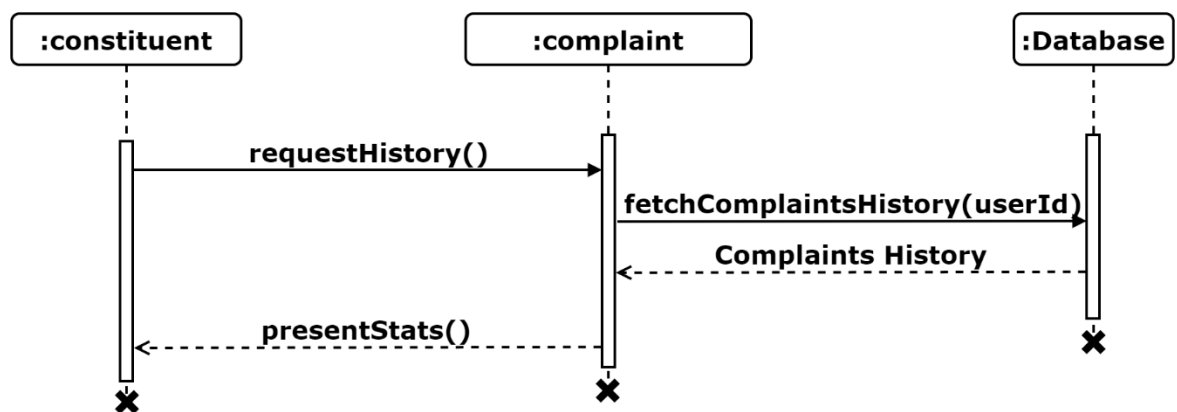 :constituent
:complaint
:Database
requestHistory()
fetchComplaintsHistory(userId)
Complaints History
presentStats()